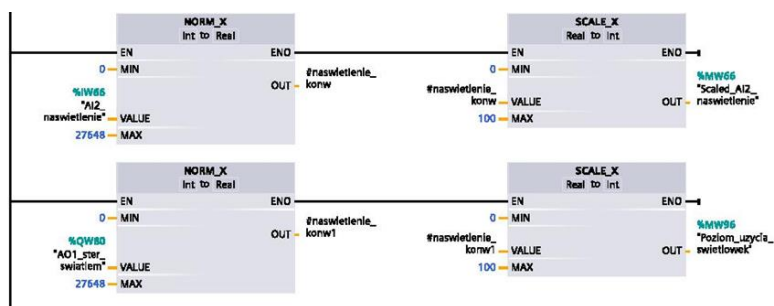 NORM_X
Int to Real
EN
ENO
0
MIN
OUT
#naswietlenie_
konw
%IW66
"AI2_
naswietlenie"
VALUE
27648
MAX
SCALE_X
Real to Int
EN
ENO
0
MIN
#naswietlenie_
konw
VALUE
100
MAX
OUT
%MW66
"Scaled_AI2_
naswietlenie"
NORM_X
Int to Real
EN
ENO
0
MIN
OUT
#naswietlenie_
konw1
%QW80
"AO1_ster_
swiatlem"
VALUE
27648
MAX
SCALE_X
Real to Int
EN
ENO
0
MIN
#naswietlenie_
konw1
VALUE
100
MAX
OUT
%MW96
"Poziom_uzycia_
swietlowek"